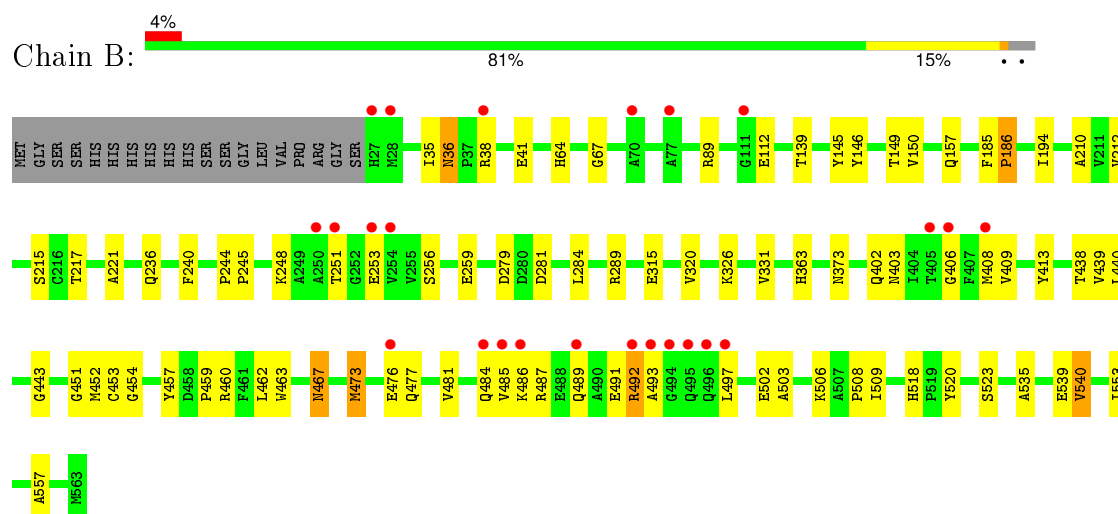 4%
Chain B:
81% 15% • •
MET GLY SER SER HIS HIS HIS HIS HIS HIS SER SER GLY LEU VAL PRO ARG GLY SER H27 M28 I35 N36 P37 R38 E41 H64 G67 A70 A77 R89 G111 E112 T139 Y145 Y146 T149 V150 Q157 F185 P186 I194 A210 V211
S215 C216 T217 A221 Q236 F240 P244 P245 K248 A249 A250 T251 G252 E253 V254 V255 S256 E259 D279 D280 D281 L284 R289 E315 V320 K326 V331 H363 N373 Q402 N403 I404 T405 G406 F407 M408 V409 Y413 T438 V439
G443 G451 M452 C453 G454 Y457 D458 P459 R460 F461 L462 W463 N467 M473 E476 Q477 V481 Q484 V485 K486 R487 E488 Q489 A490 E491 R492 A493 G494 Q495 Q496 L497 E502 A503 K506 A507 P508 I509 H518 P519 Y520 S523 A535 E539 V540
A557 M563